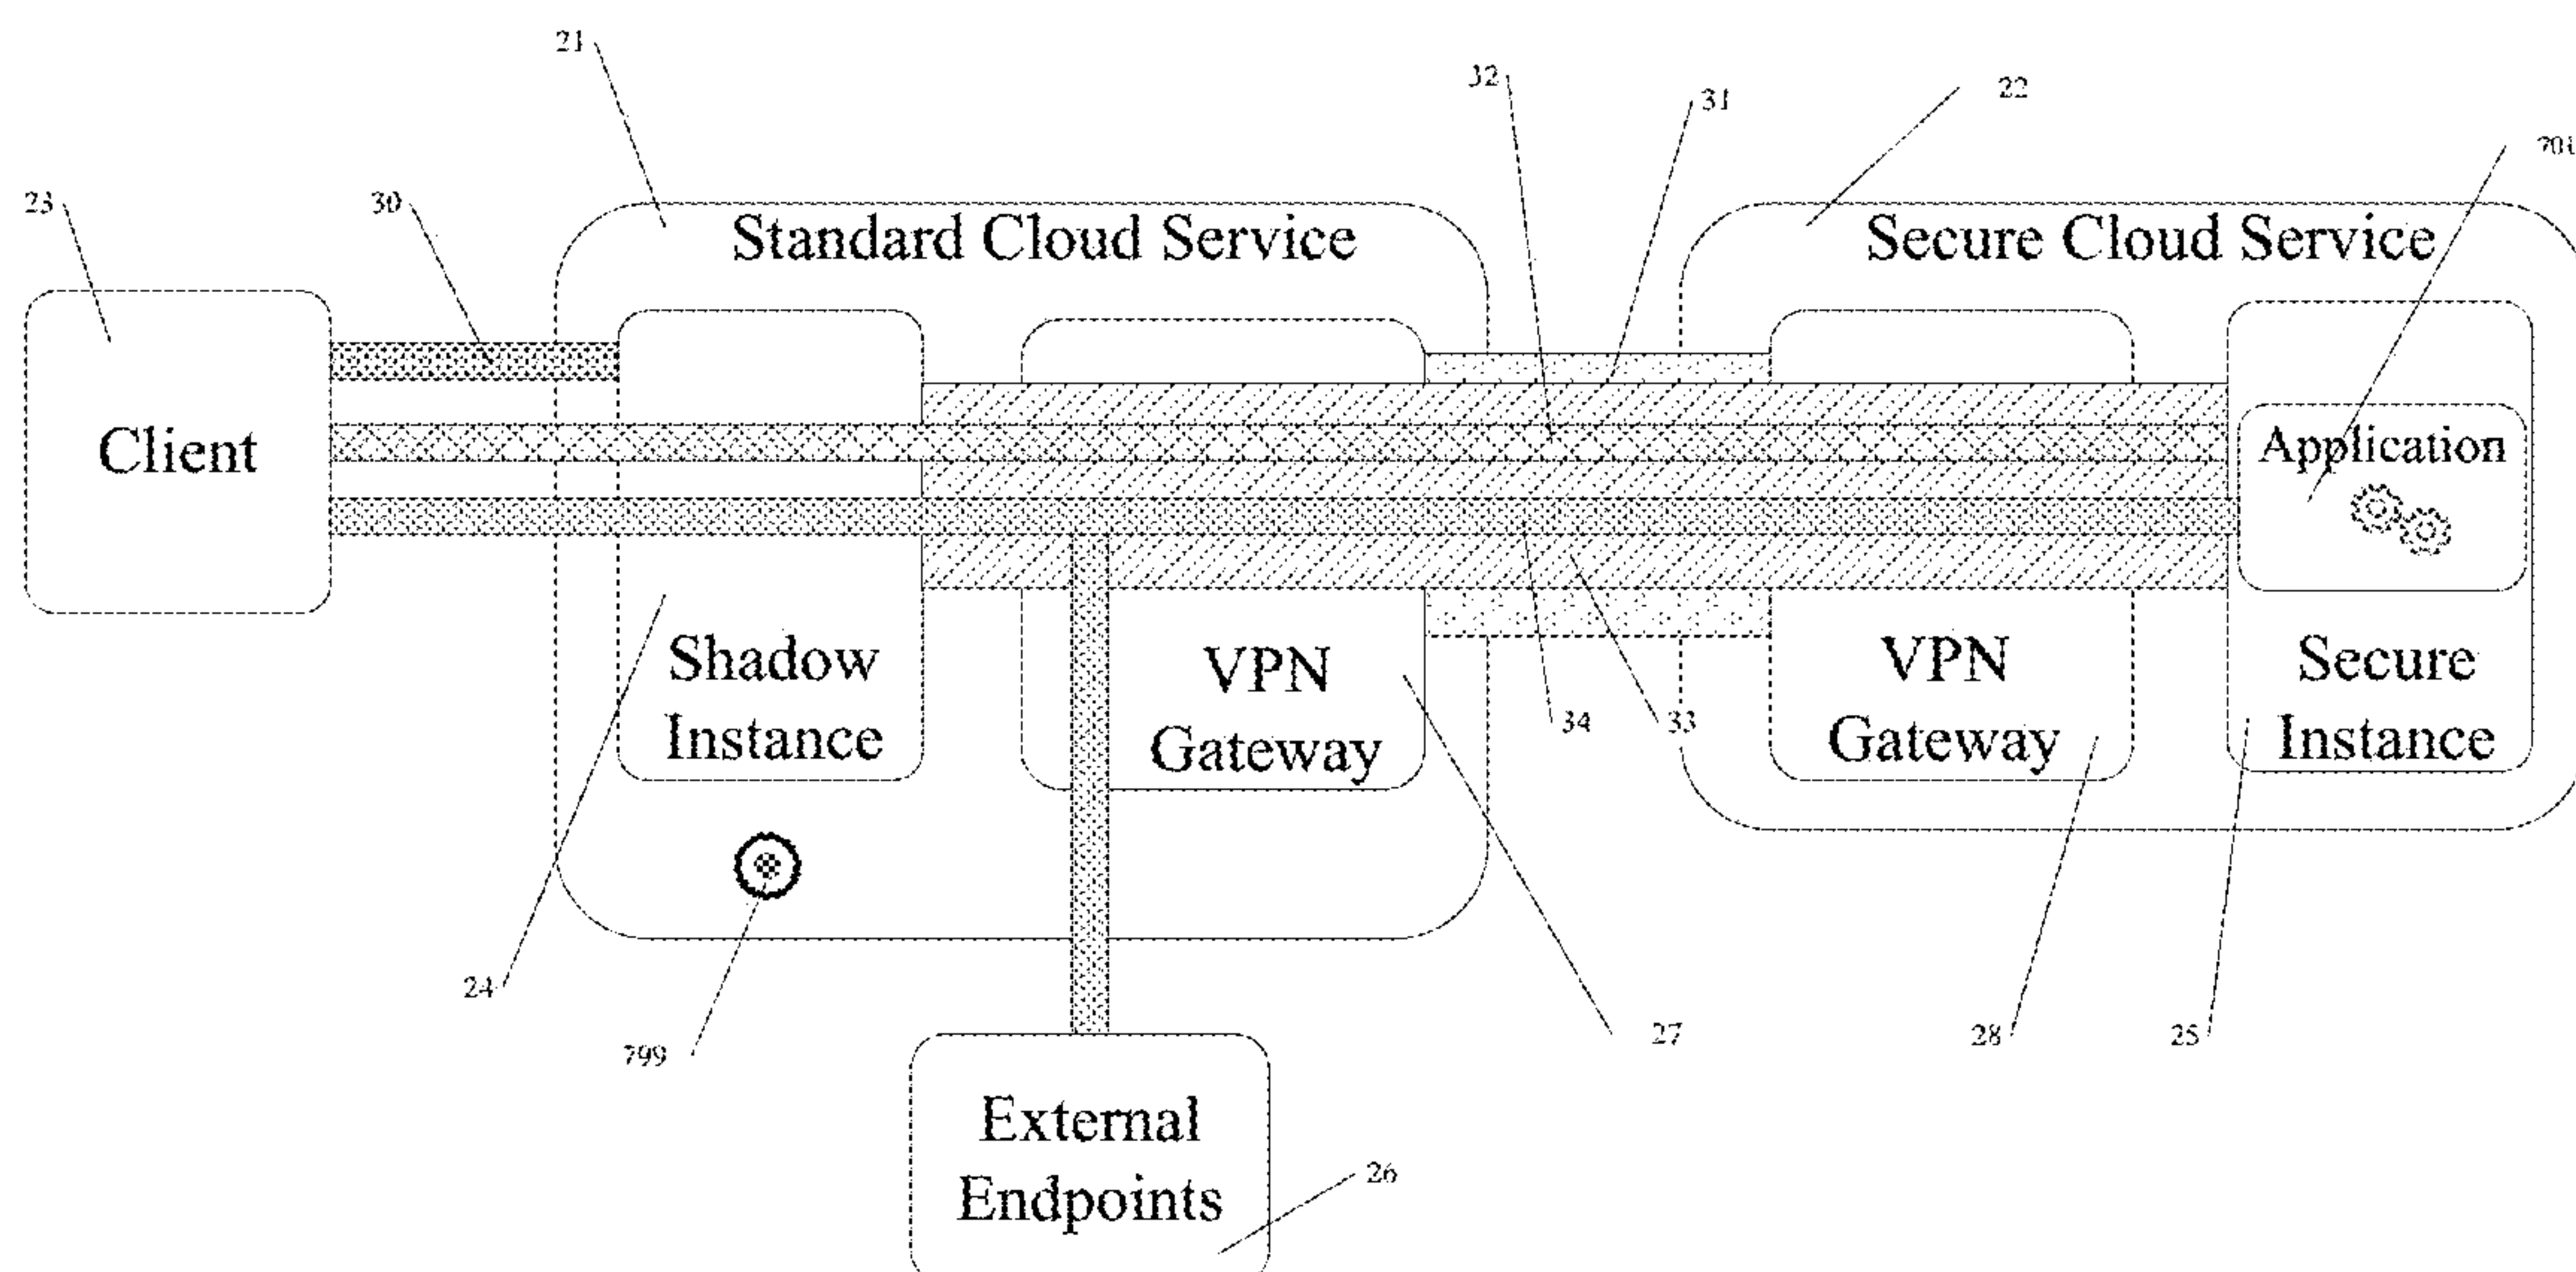 21
32
31
22
701
23
30
Standard Cloud Service
Secure Cloud Service
Client
Application
Shadow
Instance
VPN
Gateway
VPN
Gateway
Secure
Instance
34
33
24
799
27
28
25
External
Endpoints
26